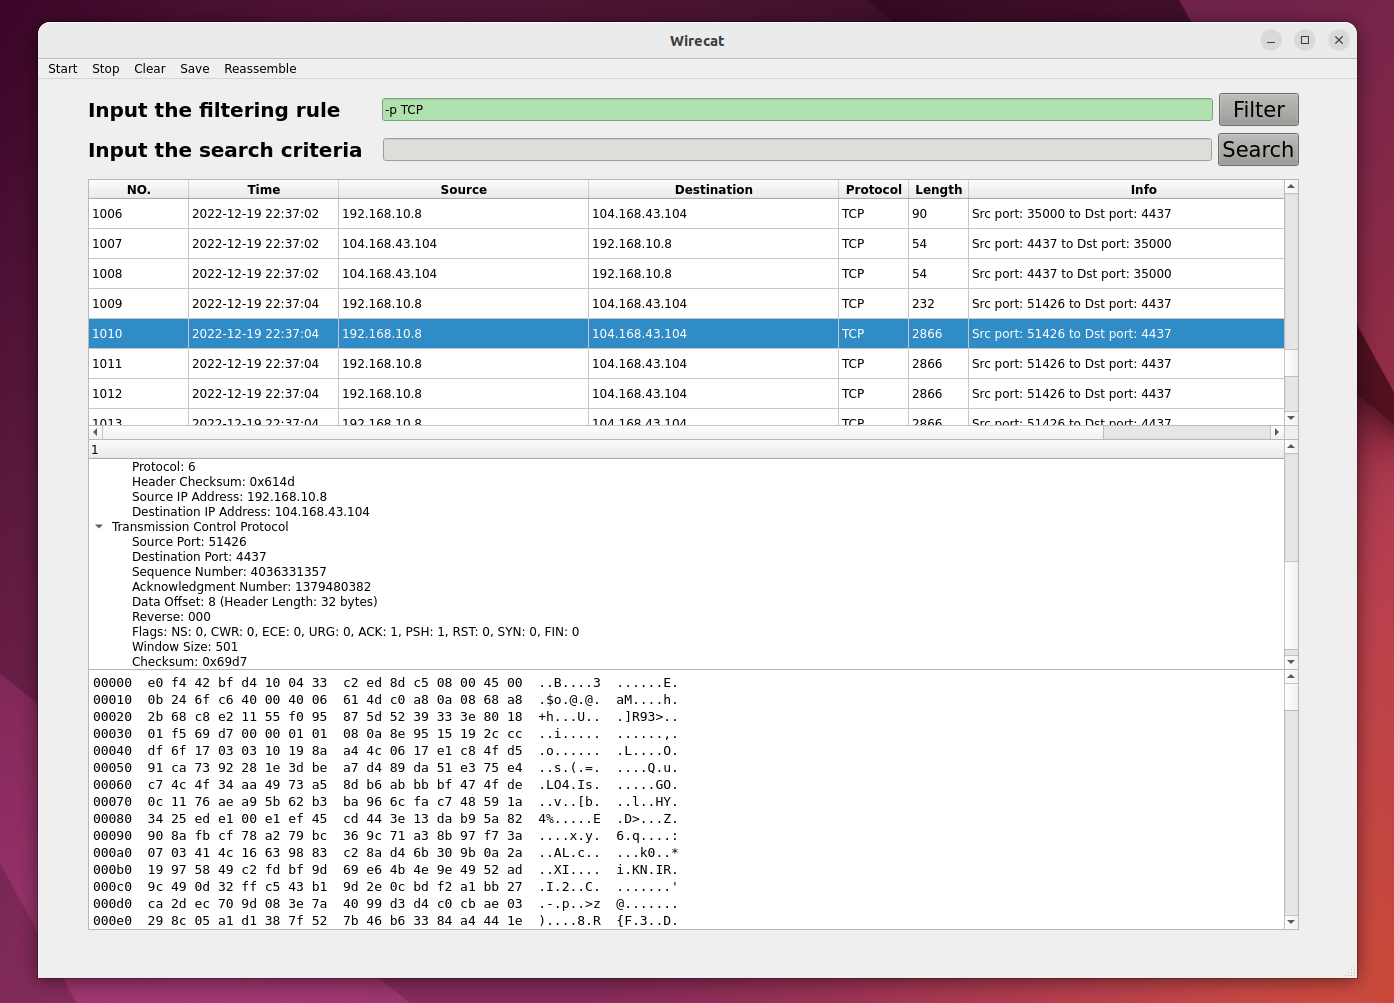 Wirecat
Start Stop Clear Save Reassemble
Input the filtering rule -p TCP Filter
Input the search criteria Search
NO. Time Source Destination Protocol Length Info
1006 2022-12-19 22:37:02 192.168.10.8 104.168.43.104 TCP 90 Src port: 35000 to Dst port: 4437
1007 2022-12-19 22:37:02 104.168.43.104 192.168.10.8 TCP 54 Src port: 4437 to Dst port: 35000
1008 2022-12-19 22:37:02 104.168.43.104 192.168.10.8 TCP 54 Src port: 4437 to Dst port: 35000
1009 2022-12-19 22:37:04 192.168.10.8 104.168.43.104 TCP 232 Src port: 51426 to Dst port: 4437
1010 2022-12-19 22:37:04 192.168.10.8 104.168.43.104 TCP 2866 Src port: 51426 to Dst port: 4437
1011 2022-12-19 22:37:04 192.168.10.8 104.168.43.104 TCP 2866 Src port: 51426 to Dst port: 4437
1012 2022-12-19 22:37:04 192.168.10.8 104.168.43.104 TCP 2866 Src port: 51426 to Dst port: 4437
1013 2022-12-19 22:37:04 192.168.10.8 104.168.43.104 TCP 2866 Src port: 51426 to Dst port: 4437
1
Protocol: 6
Header Checksum: 0x614d
Source IP Address: 192.168.10.8
Destination IP Address: 104.168.43.104
Transmission Control Protocol
Source Port: 51426
Destination Port: 4437
Sequence Number: 4036331357
Acknowledgment Number: 1379480382
Data Offset: 8 (Header Length: 32 bytes)
Reverse: 000
Flags: NS: 0, CWR: 0, ECE: 0, URG: 0, ACK: 1, PSH: 1, RST: 0, SYN: 0, FIN: 0
Window Size: 501
Checksum: 0x69d7
00000 e0 f4 42 bf d4 10 04 33 c2 ed 8d c5 08 00 45 00 ..B....3 ......E.
00010 0b 24 6f c6 40 00 40 06 61 4d c0 a8 0a 08 68 a8 .$o.@.@. aM....h.
00020 2b 68 c8 e2 11 55 f0 95 87 5d 52 39 33 3e 80 18 +h...U.. .]R93>..
00030 01 f5 69 d7 00 00 01 01 08 0a 8e 95 15 19 2c cc ..i..... ......,.
00040 df 6f 17 03 03 10 19 8a a4 4c 06 17 e1 c8 4f d5 .o...... .L....O.
00050 91 ca 73 92 28 1e 3d be a7 d4 89 da 51 e3 75 e4 ..s.(.=. ....Q.u.
00060 c7 4c 4f 34 aa 49 73 a5 8d b6 ab bb bf 47 4f de .LO4.Is. .....GO.
00070 0c 11 76 ae a9 5b 62 b3 ba 96 6c fa c7 48 59 1a ..v..[b. ..l..HY.
00080 34 25 ed e1 00 e1 ef 45 cd 44 3e 13 da b9 5a 82 4%.....E .D>...Z.
00090 90 8a fb cf 78 a2 79 bc 36 9c 71 a3 8b 97 f7 3a ....x.y. 6.q....:
000a0 07 03 41 4c 16 63 98 83 c2 8a d4 6b 30 9b 0a 2a ..AL.c.. ...k0..*
000b0 19 97 58 49 c2 fd bf 9d 69 e6 4b 4e 9e 49 52 ad ..XI.... i.KN.IR.
000c0 9c 49 0d 32 ff c5 43 b1 9d 2e 0c bd f2 a1 bb 27 .I.2..C. .......'
000d0 ca 2d ec 70 9d 08 3e 7a 40 99 d3 d4 c0 cb ae 03 .-.p..>z @.......
000e0 29 8c 05 a1 d1 38 7f 52 7b 46 b6 33 84 a4 44 1e )....8.R {F.3..D.